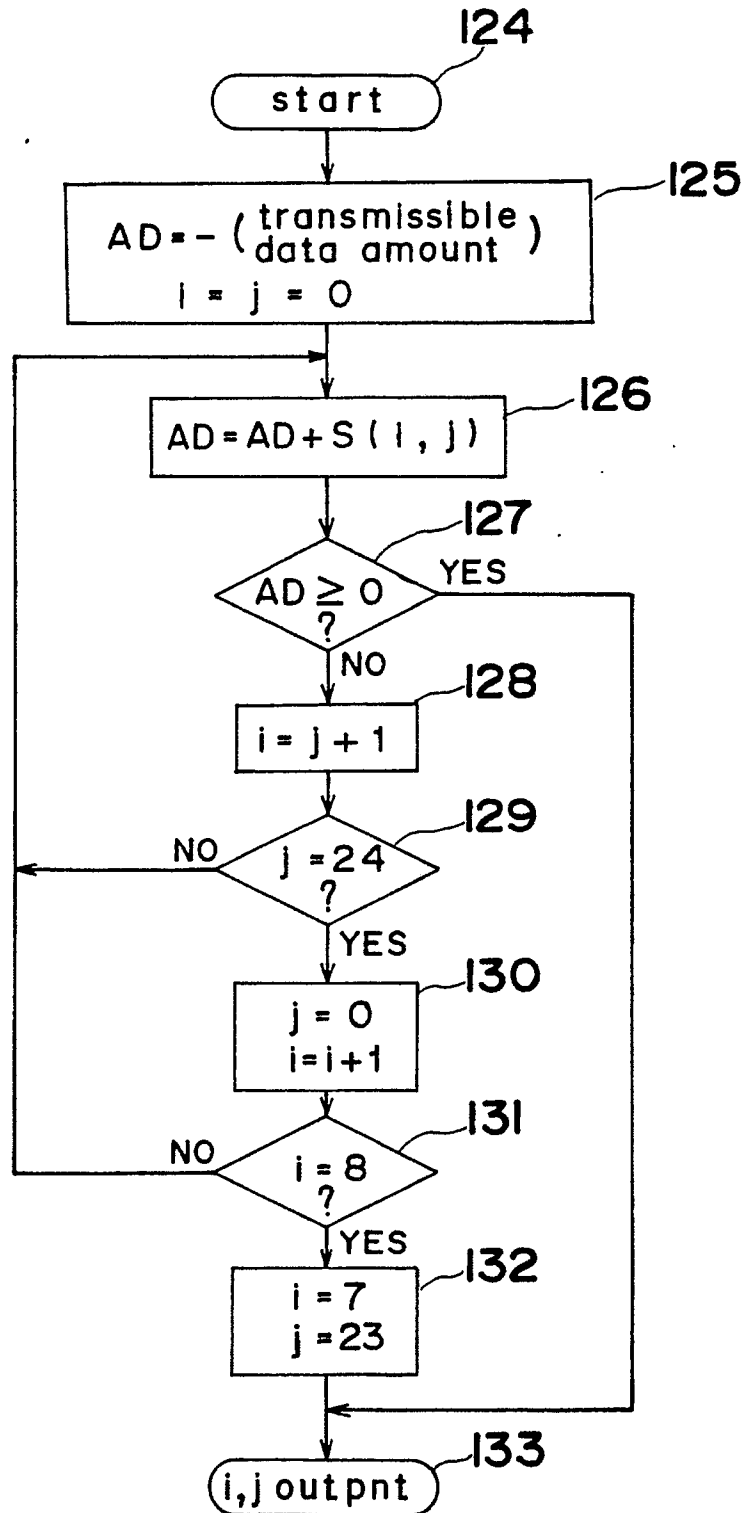 124
start
125
AD = - ( transmissible
data amount )
i = j = 0
126
AD = AD + S ( i , j )
127
AD ≥ 0
?
YES
NO
128
i = j + 1
129
NO
j = 24
?
YES
130
j = 0
i = i + 1
131
NO
i = 8
?
YES
132
i = 7
j = 23
133
i, j outpnt